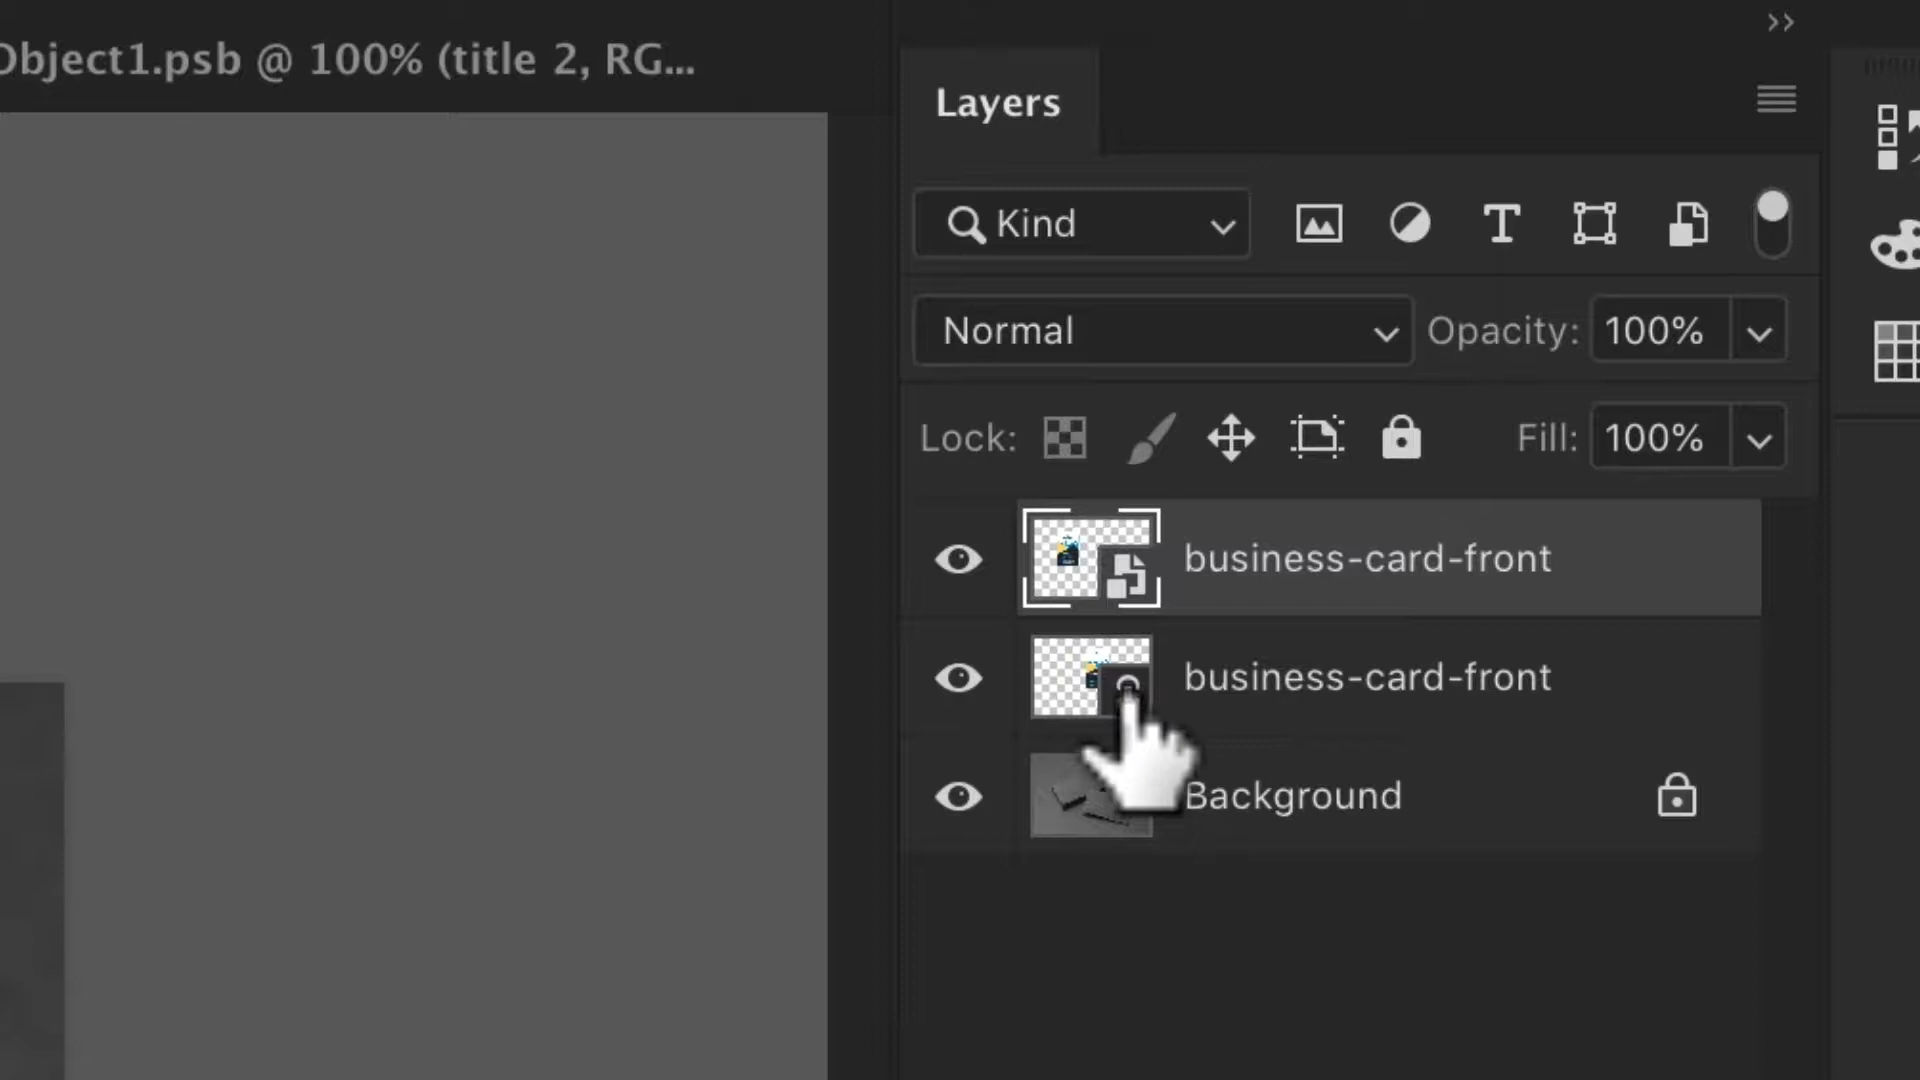 Object1.psb @ 100% (title 2, RG...
Layers
Kind
Normal
Opacity: 100%
Lock:
Fill: 100%
business-card-front
business-card-front
Background